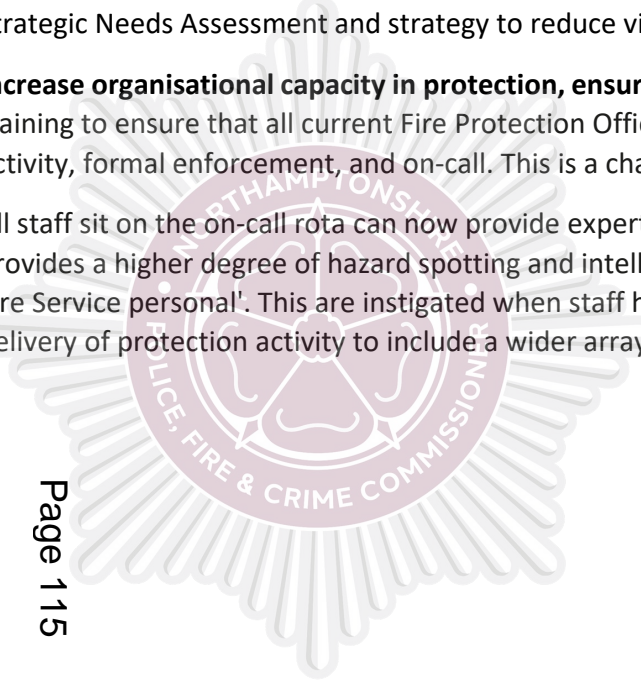 trategic Needs Assessment and strategy to reduce vi
ncrease organisational capacity in protection, ensur
aining to ensure that all current Fire Protection Offi
ctivity, formal enforcement, and on-call. This is a cha
ll staff sit on the on-call rota can now provide expert
rovides a higher degree of hazard spotting and intell
re Service personal'. This are instigated when staff h
elivery of protection activity to include a wider array
NORTHAMPTONSHIRE
POLICE, FIRE & CRIME COMMISSIONER
Page 115